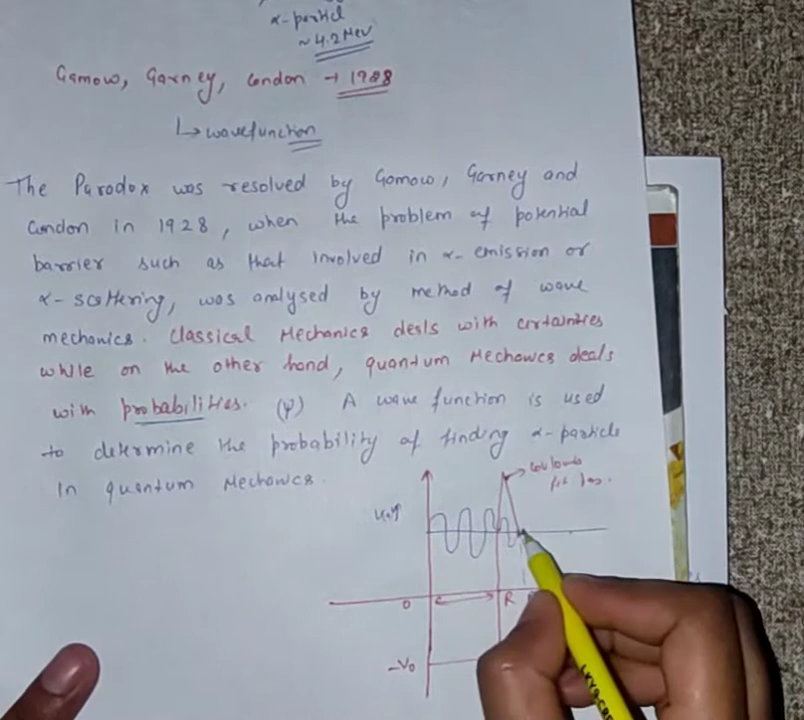 α-particl
~4.2 MeV
Gamow, Garney, Condon → 1928
↳ wavefunction
The Paradox was resolved by Gomow, Garney and
Condon in 1928, when the problem of potential
barrier such as that involved in α-emission or
α-scattering, was analysed by method of wave
mechanics. Classical Mechanics deals with certainties
while on the other hand, quantum Mechanics deals
with probabilities. (ψ) A wave function is used
to determine the probability of finding α-particle
in quantum Mechanics.
Coulomb
0
R
-V₀